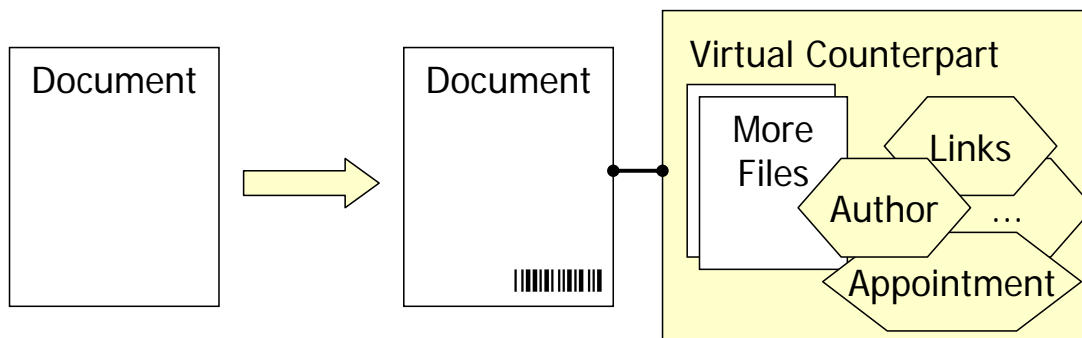 Document
Document
Virtual Counterpart
More
Files
Links
Author
...
Appointment